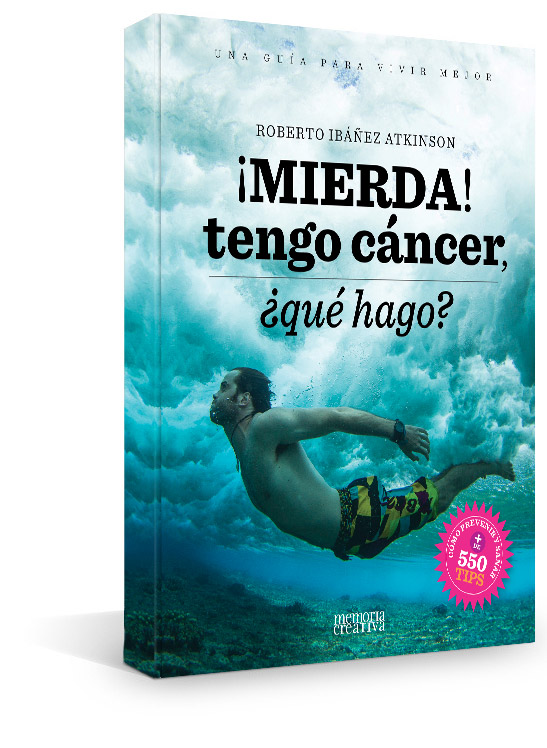 UNA GUÍA PARA VIVIR MEJOR
ROBERTO IBÁÑEZ ATKINSON
¡MIERDA!
tengo cáncer,
¿qué hago?
CÓMO PREVENIR Y SANAR
+
DE
550
TIPS
memoria
creativa